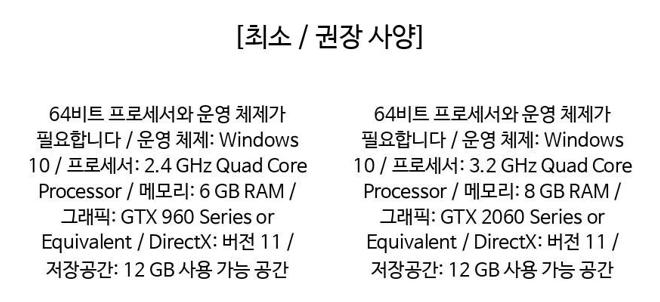 [최소 / 권장 사양]
64비트 프로세서와 운영 체제가
필요합니다 / 운영 체제: Windows
10 / 프로세서: 2.4 GHz Quad Core
Processor / 메모리: 6 GB RAM /
그래픽: GTX 960 Series or
Equivalent / DirectX: 버전 11 /
저장공간: 12 GB 사용 가능 공간
64비트 프로세서와 운영 체제가
필요합니다 / 운영 체제: Windows
10 / 프로세서: 3.2 GHz Quad Core
Processor / 메모리: 8 GB RAM /
그래픽: GTX 2060 Series or
Equivalent / DirectX: 버전 11 /
저장공간: 12 GB 사용 가능 공간